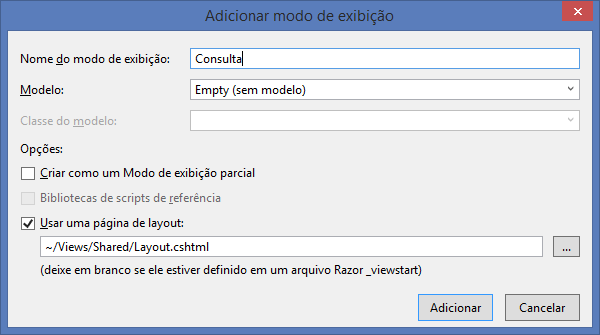 Adicionar modo de exibição
Nome do modo de exibição: Consulta
Modelo: Empty (sem modelo)
Classe do modelo:
Opções:
Criar como um Modo de exibição parcial
Bibliotecas de scripts de referência
Usar uma página de layout:
~/Views/Shared/Layout.cshtml ...
(deixe em branco se ele estiver definido em um arquivo Razor _viewstart)
Adicionar Cancelar